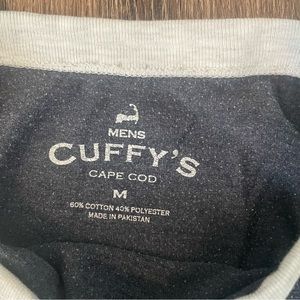 MENS
CUFFY'S
CAPE COD
M
60% COTTON 40% POLYESTER
MADE IN PAKISTAN